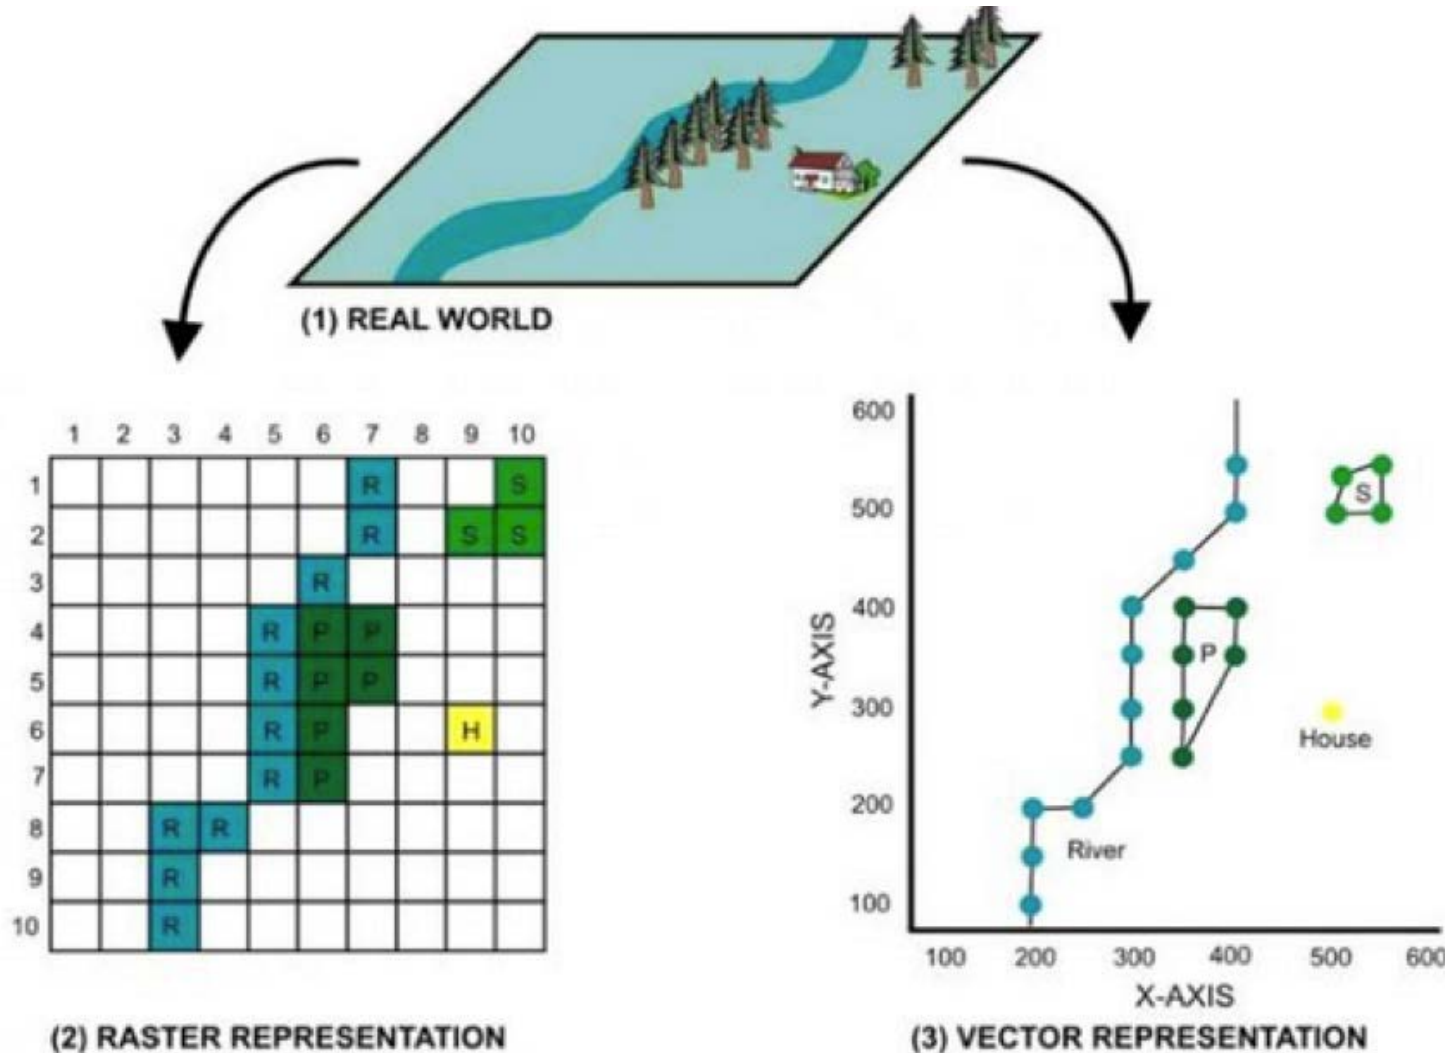 (1) REAL WORLD
1 2 3 4 5 6 7 8 9 10
1 R S
2 R S S
3 R
4 R P P
5 R P P
6 R P H
7 R P
8 R R
9 R
10 R
(2) RASTER REPRESENTATION
600
500
400
300
200
100
Y-AXIS
S
P
House
River
100 200 300 400 500 600
X-AXIS
(3) VECTOR REPRESENTATION